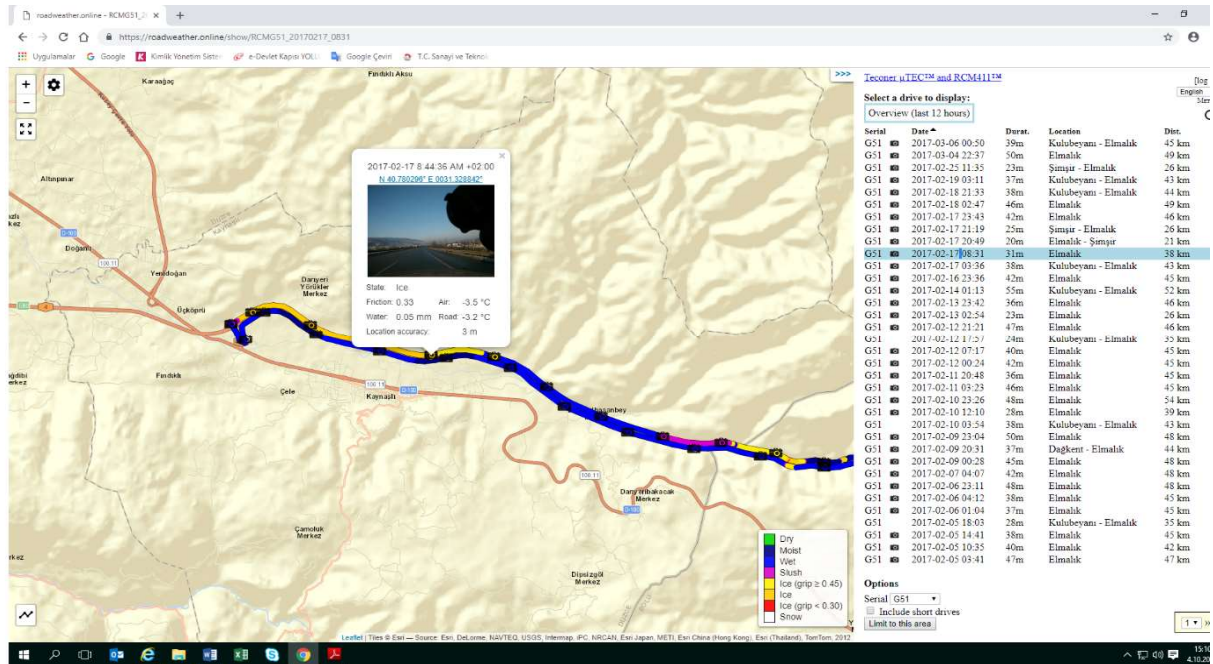 roadweather.online - RCMG51_2
https://roadweather.online/show/RCMG51_20170217_0831
Uygulamalar
Google
Kimlik Yönetim Sister
e-Devlet Kapısı YOLU
Google Çeviri
T.C. Sanayi ve Teknol
Karaağaç
Fındıklı Aksu
Altınpınar
Doğanlı
Yenidoğan
Üçköprü
Darıyeri
Yörükler
Merkez
Fındıklı
Çele
Kaynaşlı
Hasanbey
Darıyeribakacak
Merkez
Çamoluk
Merkez
Dipsizgöl
Merkez
100.11
100.11
100.11
D-100
D-100
2017-02-17 8:44:36 AM +02:00
N 40.780296° E 0031.328842°
State: Ice
Friction: 0.33 Air: -3.5 °C
Water: 0.05 mm Road: -3.2 °C
Location accuracy: 3 m
Dry
Moist
Wet
Slush
Ice (grip ≥ 0.45)
Ice
Ice (grip < 0.30)
Snow
Leaflet | Tiles © Esri — Source: Esri, DeLorme, NAVTEQ, USGS, Intermap, iPC, NRCAN, Esri Japan, METI, Esri China (Hong Kong), Esri (Thailand), TomTom, 2012
>>>
Teconer µTEC™ and RCM411™
[log
English
Select a drive to display:
Overview (last 12 hours)
Serial Date Durat. Location Dist.
G51 2017-03-06 00:50 39m Kulubeyanı - Elmalık 45 km
G51 2017-03-04 22:37 50m Elmalık 49 km
G51 2017-02-25 11:35 23m Şimşir - Elmalık 26 km
G51 2017-02-19 03:11 37m Kulubeyanı - Elmalık 43 km
G51 2017-02-18 21:33 38m Kulubeyanı - Elmalık 44 km
G51 2017-02-18 02:47 46m Elmalık 49 km
G51 2017-02-17 23:43 42m Elmalık 46 km
G51 2017-02-17 21:19 25m Şimşir - Elmalık 26 km
G51 2017-02-17 20:49 20m Elmalık - Şimşir 21 km
G51 2017-02-17 08:31 31m Elmalık 38 km
G51 2017-02-17 03:36 38m Kulubeyanı - Elmalık 43 km
G51 2017-02-16 23:36 42m Elmalık 45 km
G51 2017-02-14 01:13 55m Kulubeyanı - Elmalık 52 km
G51 2017-02-13 23:42 36m Elmalık 46 km
G51 2017-02-13 02:54 23m Elmalık 26 km
G51 2017-02-12 21:21 47m Elmalık 46 km
G51 2017-02-12 17:57 24m Kulubeyanı - Elmalık 35 km
G51 2017-02-12 07:17 40m Elmalık 45 km
G51 2017-02-12 00:24 42m Elmalık 45 km
G51 2017-02-11 20:48 36m Elmalık 45 km
G51 2017-02-11 03:23 46m Elmalık 45 km
G51 2017-02-10 23:26 48m Elmalık 54 km
G51 2017-02-10 12:10 28m Elmalık 39 km
G51 2017-02-10 03:54 38m Kulubeyanı - Elmalık 43 km
G51 2017-02-09 23:04 50m Elmalık 48 km
G51 2017-02-09 20:31 37m Dağkent - Elmalık 44 km
G51 2017-02-09 00:28 45m Elmalık 48 km
G51 2017-02-07 04:07 42m Elmalık 48 km
G51 2017-02-06 23:11 48m Elmalık 48 km
G51 2017-02-06 04:12 38m Elmalık 45 km
G51 2017-02-06 01:04 37m Elmalık 45 km
G51 2017-02-05 18:03 28m Kulubeyanı - Elmalık 35 km
G51 2017-02-05 14:41 38m Elmalık 45 km
G51 2017-02-05 10:35 40m Elmalık 42 km
G51 2017-02-05 03:41 47m Elmalık 47 km
Options
Serial G51
Include short drives
Limit to this area
1
15:10
4.10.20